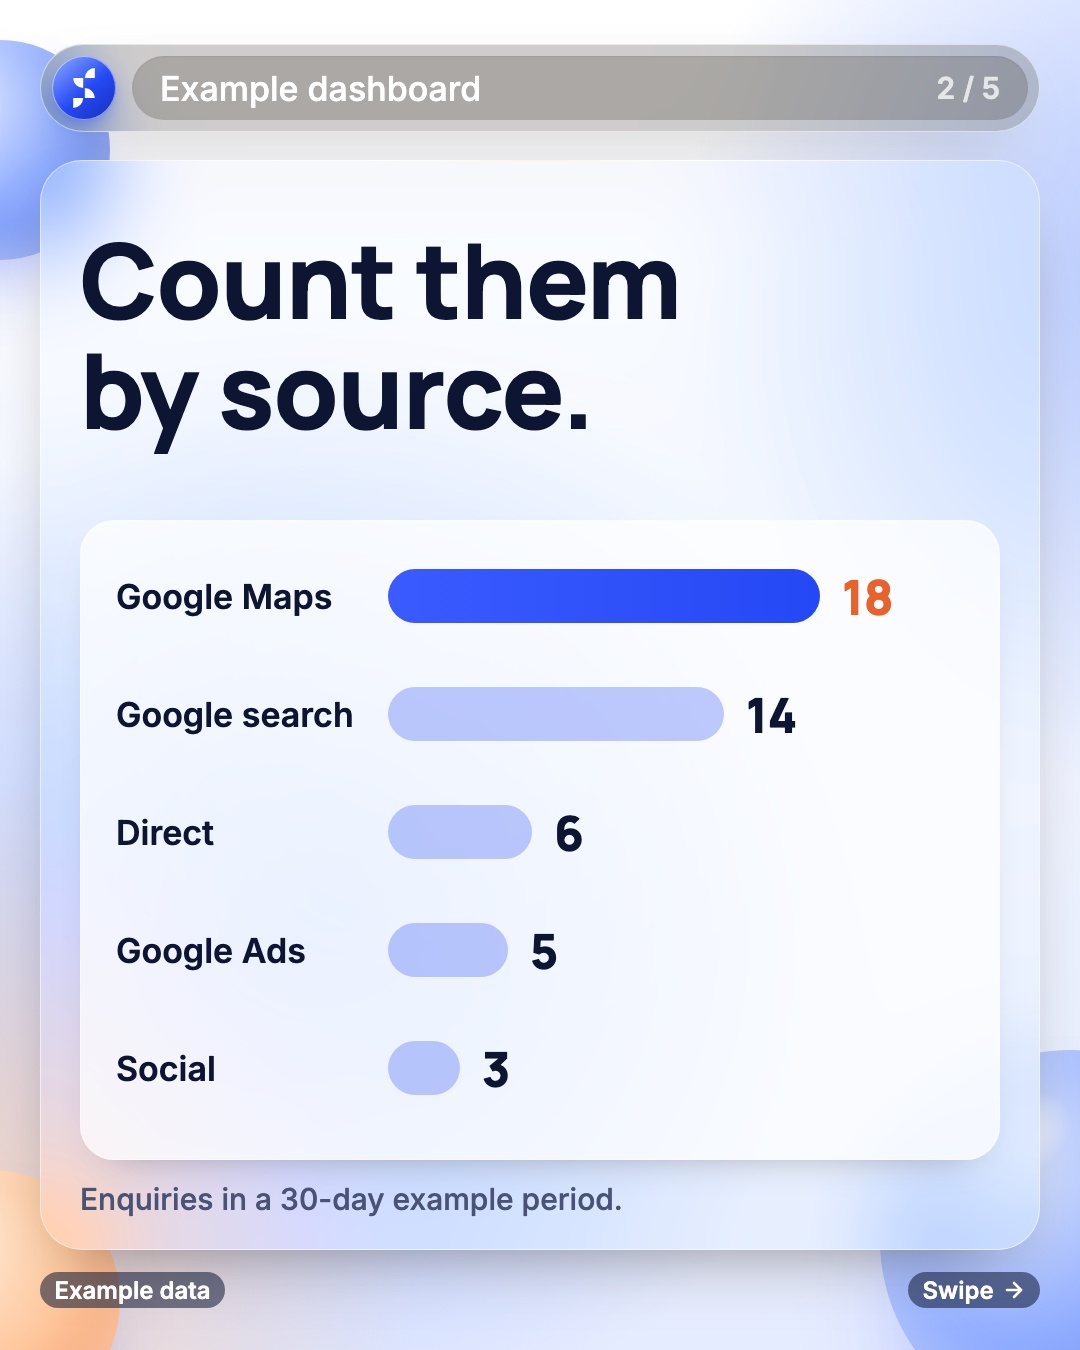 Example dashboard
2 / 5
Count them
by source.
Google Maps 18
Google search 14
Direct 6
Google Ads 5
Social 3
Enquiries in a 30-day example period.
Example data
Swipe →